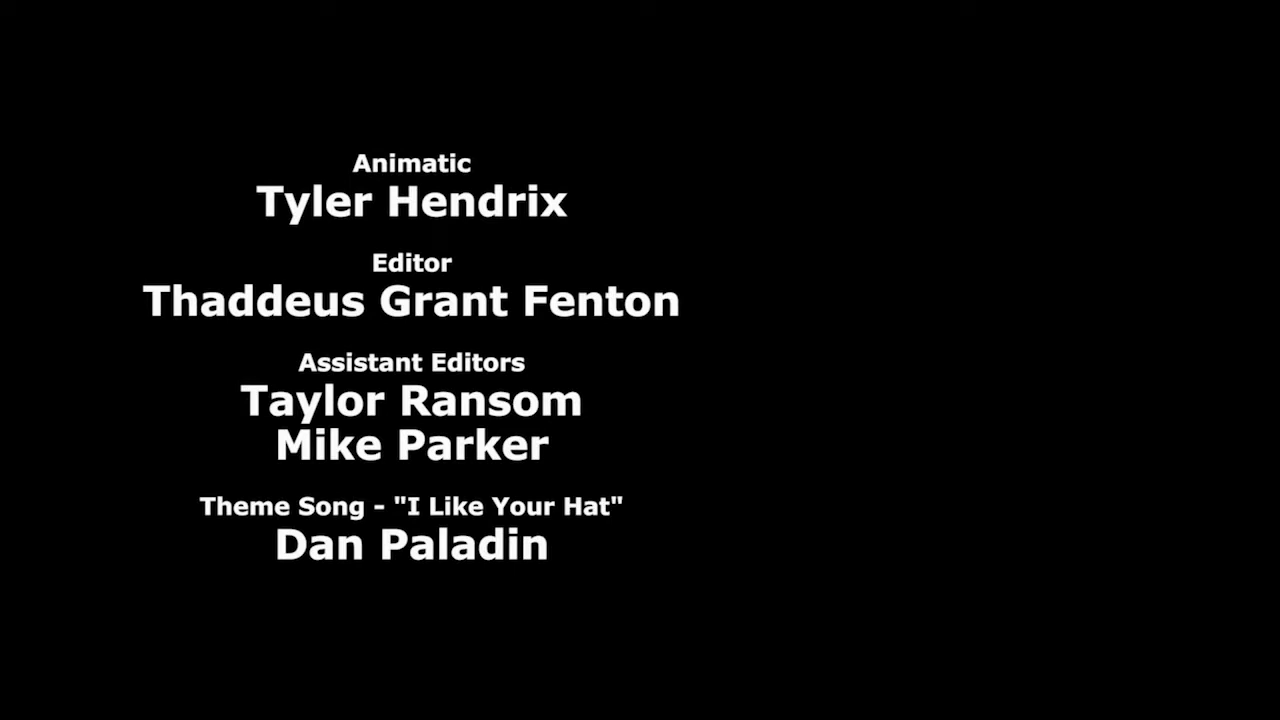 Animatic
Tyler Hendrix
Editor
Thaddeus Grant Fenton
Assistant Editors
Taylor Ransom
Mike Parker
Theme Song - "I Like Your Hat"
Dan Paladin